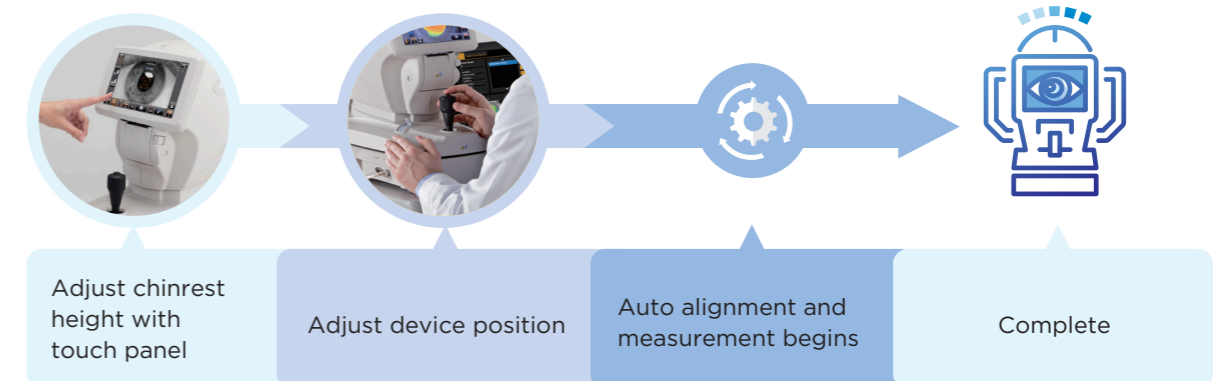 Adjust chinrest
height with
touch panel
Adjust device position
Auto alignment and
measurement begins
Complete